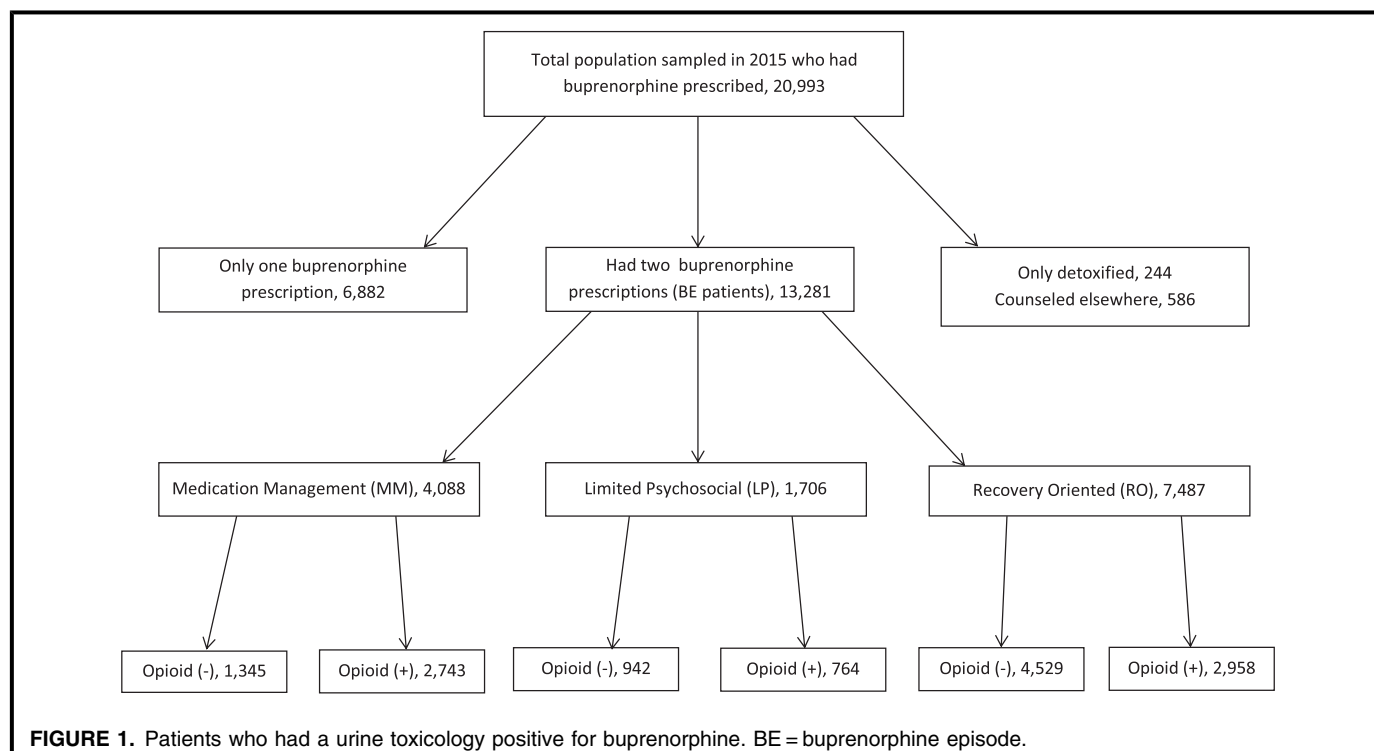 Total population sampled in 2015 who had
buprenorphine prescribed, 20,993
Only one buprenorphine
prescription, 6,882
Had two buprenorphine
prescriptions (BE patients), 13,281
Only detoxified, 244
Counseled elsewhere, 586
Medication Management (MM), 4,088
Limited Psychosocial (LP), 1,706
Recovery Oriented (RO), 7,487
Opioid (-), 1,345
Opioid (+), 2,743
Opioid (-), 942
Opioid (+), 764
Opioid (-), 4,529
Opioid (+), 2,958
FIGURE 1. Patients who had a urine toxicology positive for buprenorphine. BE = buprenorphine episode.